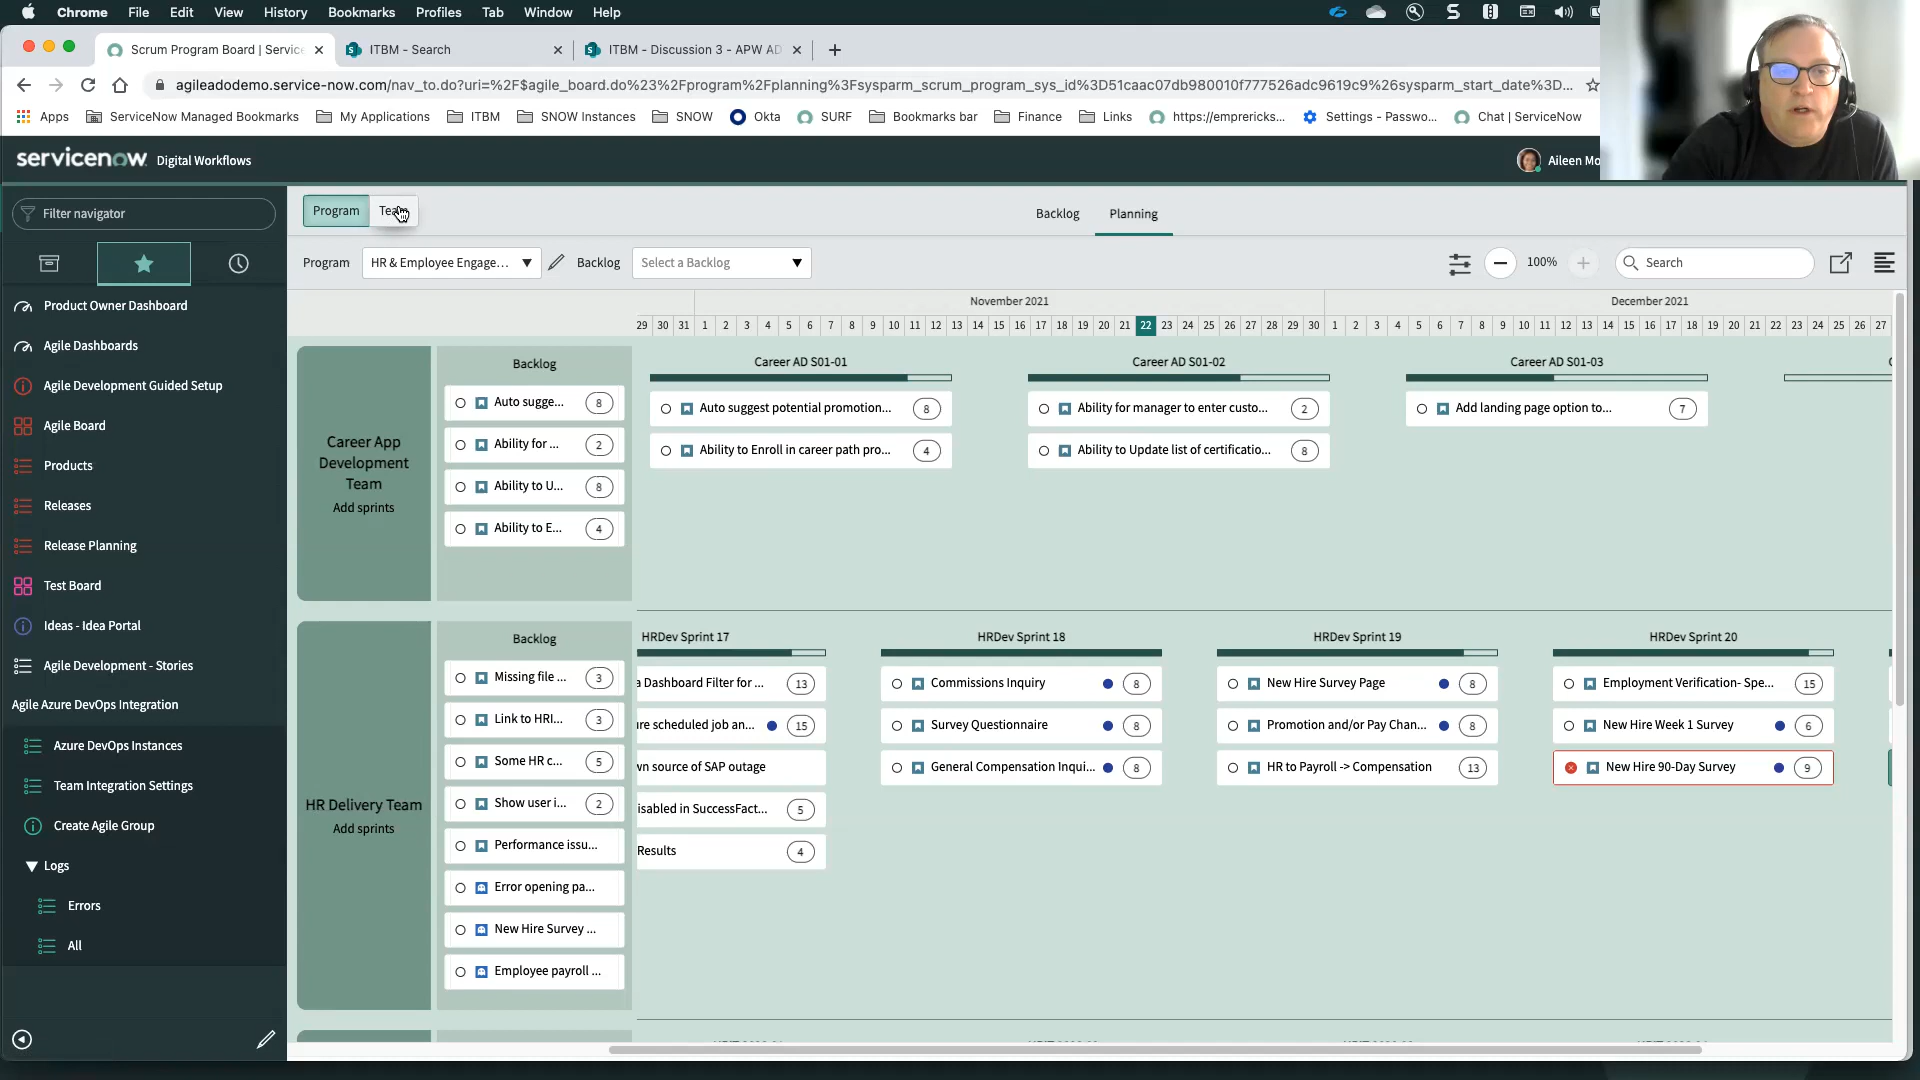 Chrome File Edit View History Bookmarks Profiles Tab Window Help
Scrum Program Board | Service
ITBM - Search
ITBM - Discussion 3 - APW AD
agileadodemo.service-now.com/nav_to.do?uri=%2F$agile_board.do%23%2Fprogram%2Fplanning%3Fsysparm_scrum_program_sys_id%3D51caac07db980010f777526adc9619c9%26sysparm_start_date%3D...
Apps ServiceNow Managed Bookmarks My Applications ITBM SNOW Instances SNOW Okta SURF Bookmarks bar Finance Links https://emprericks... Settings - Passwo... Chat | ServiceNow
servicenow Digital Workflows
Aileen Mo
Filter navigator
Product Owner Dashboard
Agile Dashboards
Agile Development Guided Setup
Agile Board
Products
Releases
Release Planning
Test Board
Ideas - Idea Portal
Agile Development - Stories
Agile Azure DevOps Integration
Azure DevOps Instances
Team Integration Settings
Create Agile Group
Logs
Errors
All
Program Team
Backlog Planning
Program HR & Employee Engage... Backlog Select a Backlog
100% Search
November 2021 December 2021
29 30 31 1 2 3 4 5 6 7 8 9 10 11 12 13 14 15 16 17 18 19 20 21 22 23 24 25 26 27 28 29 30 1 2 3 4 5 6 7 8 9 10 11 12 13 14 15 16 17 18 19 20 21 22 23 24 25 26 27
Career App
Development
Team
Add sprints
Backlog
Auto sugge... 8
Ability for ... 2
Ability to U... 8
Ability to E... 4
Career AD S01-01
Auto suggest potential promotion... 8
Ability to Enroll in career path pro... 4
Career AD S01-02
Ability for manager to enter custo... 2
Ability to Update list of certificatio... 8
Career AD S01-03
Add landing page option to... 7
HR Delivery Team
Add sprints
Backlog
Missing file ... 3
Link to HRI... 3
Some HR c... 5
Show user i... 2
Performance issu...
Error opening pa...
New Hire Survey ...
Employee payroll ...
HRDev Sprint 17
a Dashboard Filter for ... 13
re scheduled job an... 15
wn source of SAP outage
isabled in SuccessFact... 5
Results 4
HRDev Sprint 18
Commissions Inquiry 8
Survey Questionnaire 8
General Compensation Inqui... 8
HRDev Sprint 19
New Hire Survey Page 8
Promotion and/or Pay Chan... 8
HR to Payroll -> Compensation 13
HRDev Sprint 20
Employment Verification- Spe... 15
New Hire Week 1 Survey 6
New Hire 90-Day Survey 9